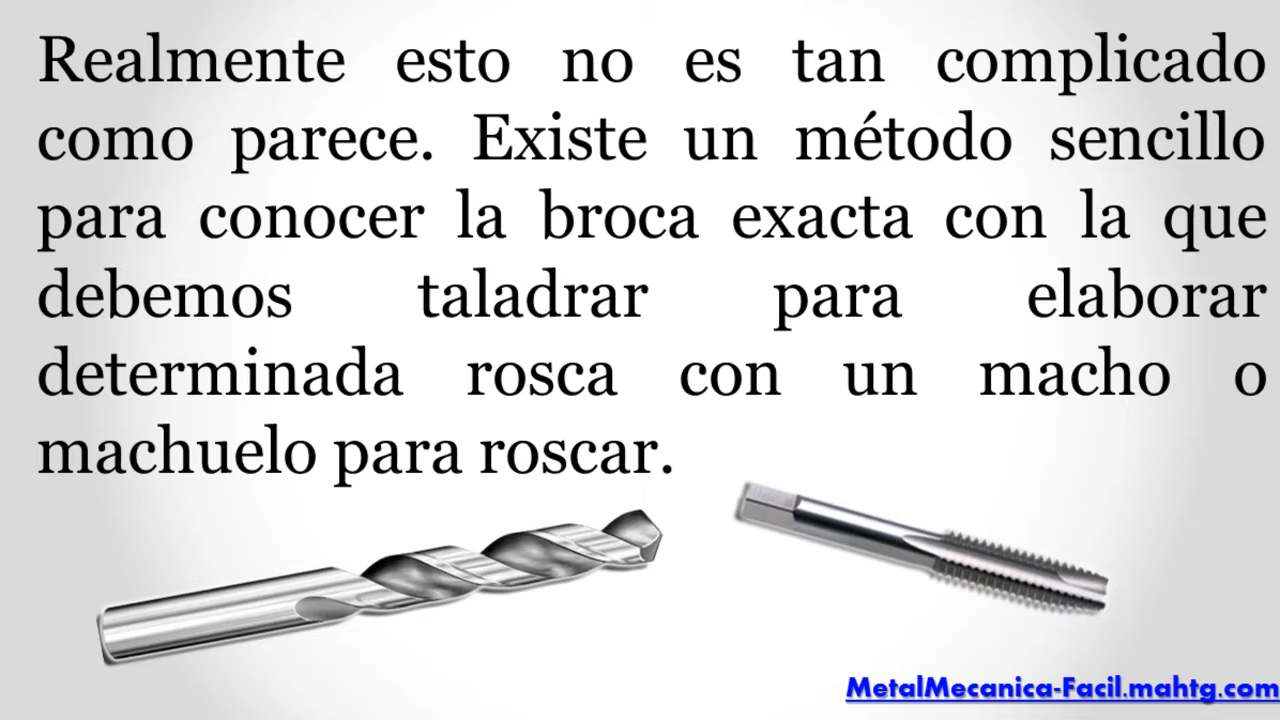 Realmente esto no es tan complicado
como parece. Existe un método sencillo
para conocer la broca exacta con la que
debemos taladrar para elaborar
determinada rosca con un macho o
machuelo para roscar.
MetalMecanica-Facil.mahtg.com